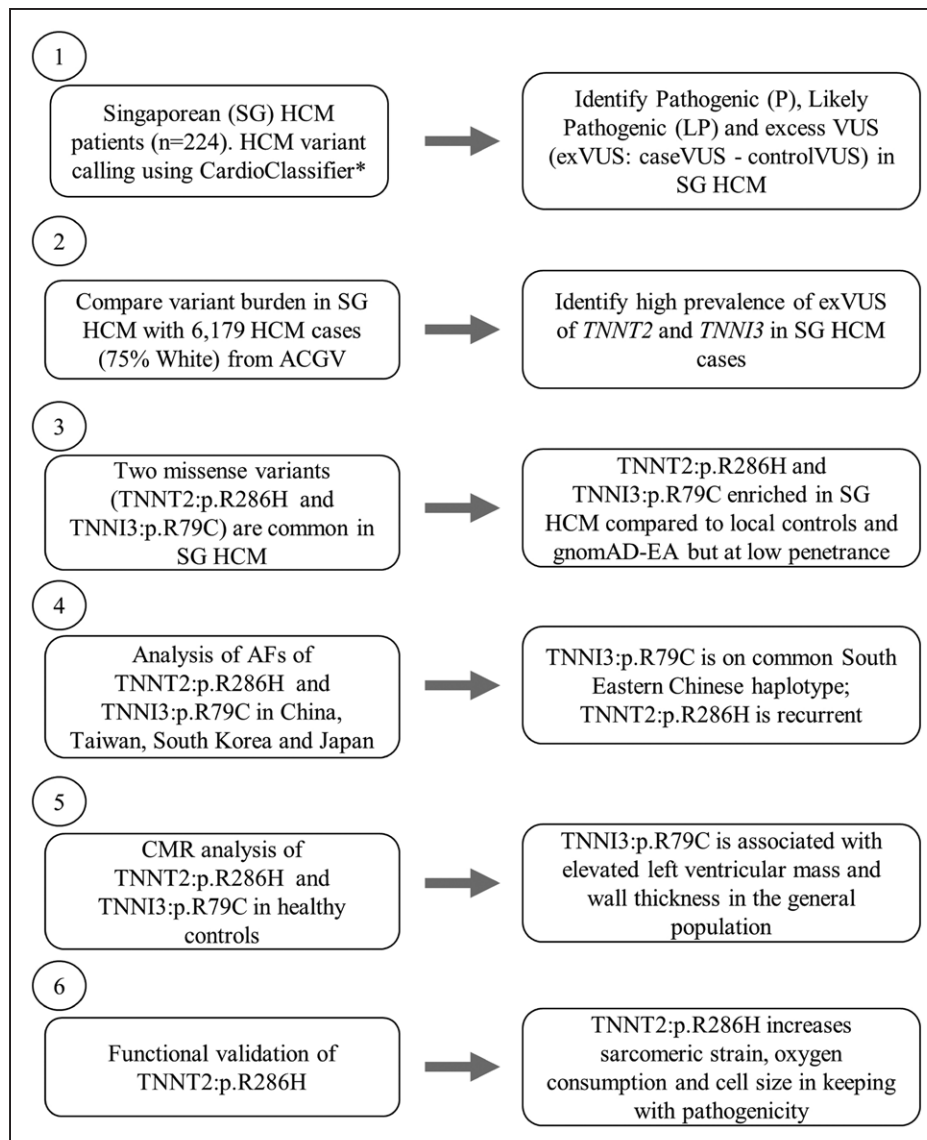 1
Singaporean (SG) HCM
patients (n=224). HCM variant
calling using CardioClassifier*
Identify Pathogenic (P), Likely
Pathogenic (LP) and excess VUS
(exVUS: caseVUS - controlVUS) in
SG HCM
2
Compare variant burden in SG
HCM with 6,179 HCM cases
(75% White) from ACGV
Identify high prevalence of exVUS
of TNNT2 and TNNI3 in SG HCM
cases
3
Two missense variants
(TNNT2:p.R286H and
TNNI3:p.R79C) are common in
SG HCM
TNNT2:p.R286H and
TNNI3:p.R79C enriched in SG
HCM compared to local controls and
gnomAD-EA but at low penetrance
4
Analysis of AFs of
TNNT2:p.R286H and
TNNI3:p.R79C in China,
Taiwan, South Korea and Japan
TNNI3:p.R79C is on common South
Eastern Chinese haplotype;
TNNT2:p.R286H is recurrent
5
CMR analysis of
TNNT2:p.R286H and
TNNI3:p.R79C in healthy
controls
TNNI3:p.R79C is associated with
elevated left ventricular mass and
wall thickness in the general
population
6
Functional validation of
TNNT2:p.R286H
TNNT2:p.R286H increases
sarcomeric strain, oxygen
consumption and cell size in keeping
with pathogenicity